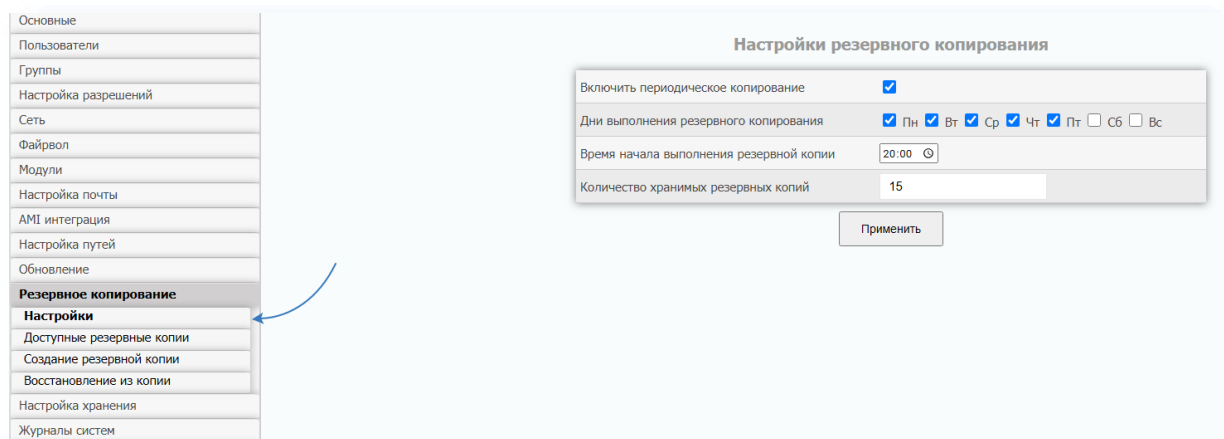 Основные
Пользователи
Группы
Настройка разрешений
Сеть
Файрвол
Модули
Настройка почты
AMI интеграция
Настройка путей
Обновление
Резервное копирование
Настройки
Доступные резервные копии
Создание резервной копии
Восстановление из копии
Настройка хранения
Журналы систем
Настройки резервного копирования
Включить периодическое копирование
Дни выполнения резервного копирования Пн Вт Ср Чт Пт Сб Вс
Время начала выполнения резервной копии 20:00
Количество хранимых резервных копий 15
Применить